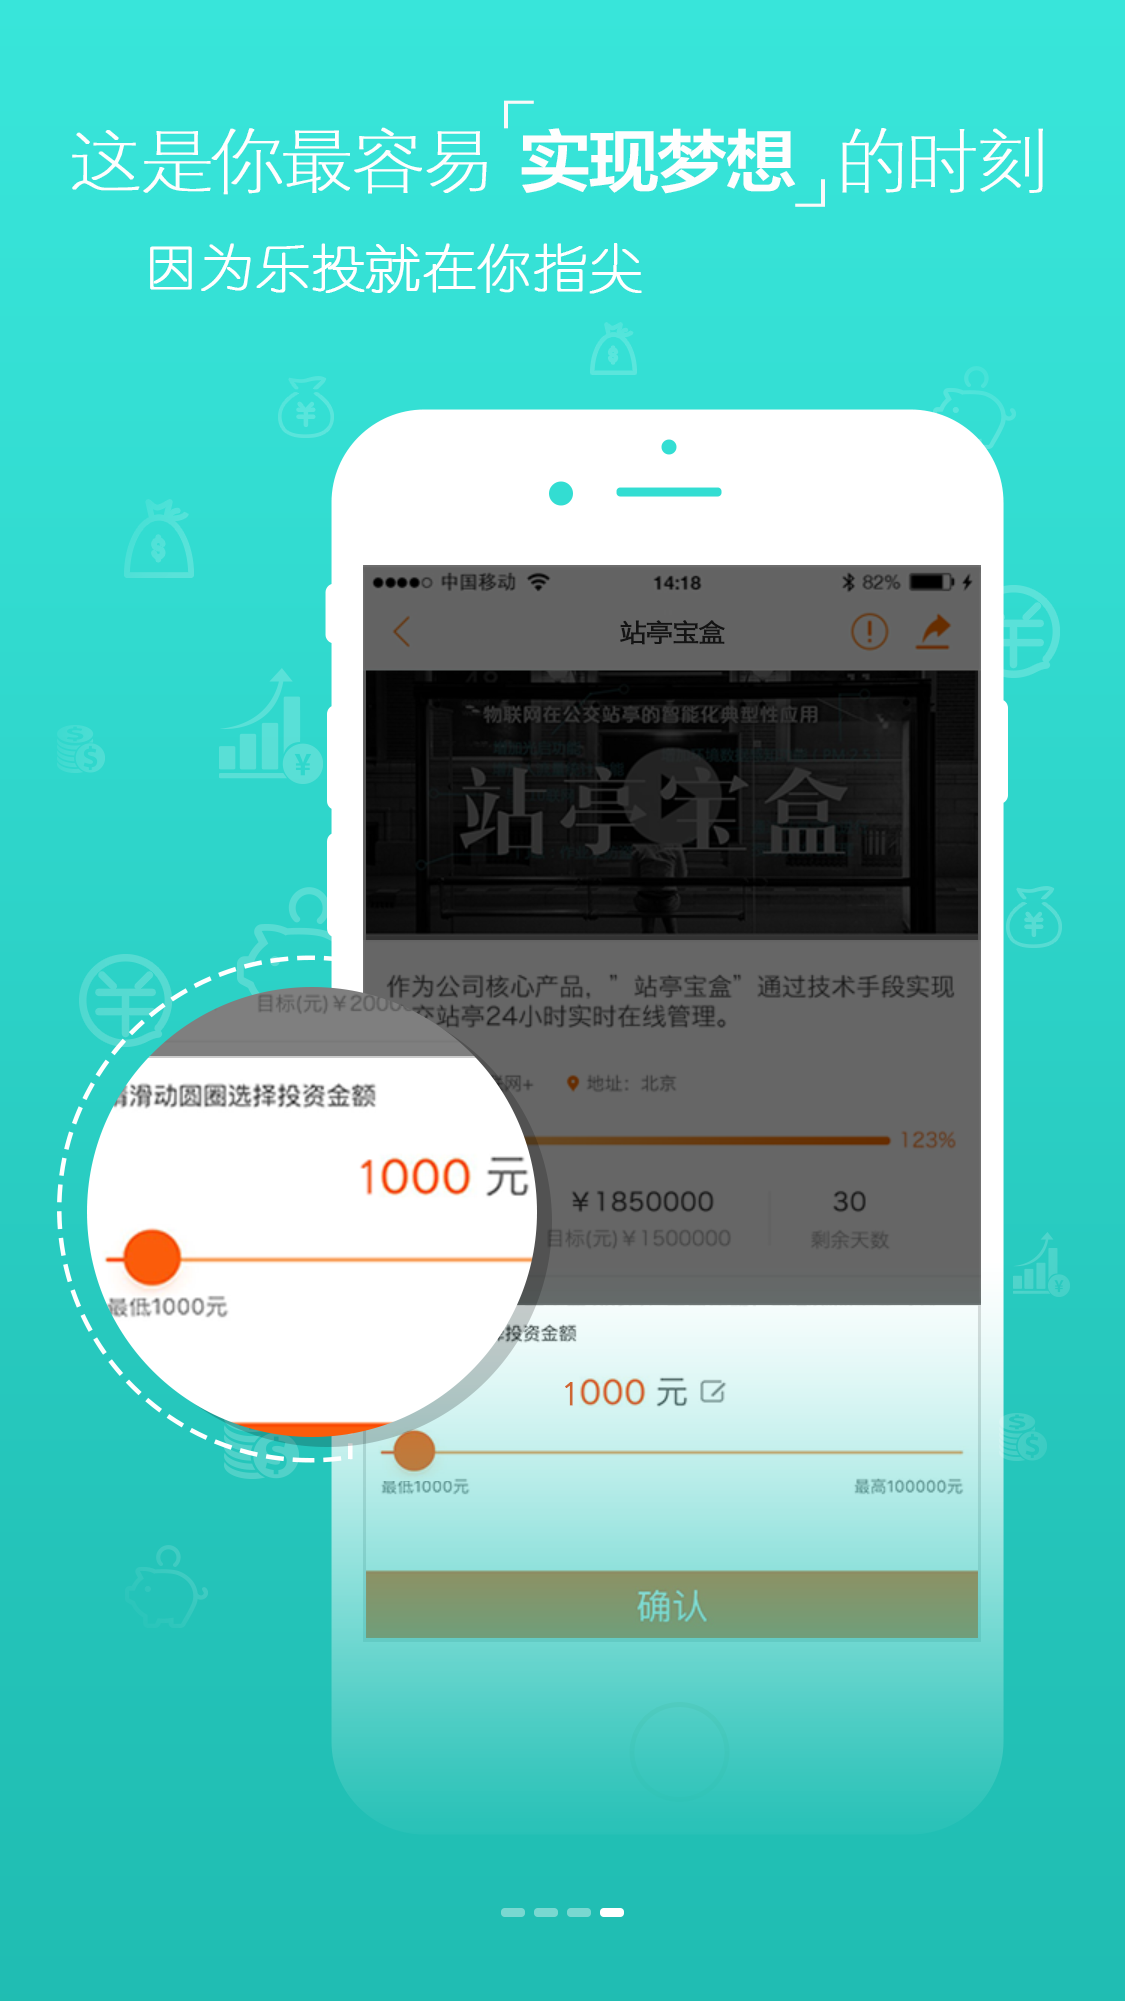 这是你最容易「实现梦想」的时刻
因为乐投就在你指尖
中国移动 14:18 82%
站亭宝盒
物联网在公交站亭的智能化典型性应用
站亭宝盒
作为公司核心产品，”站亭宝盒”通过技术手段实现
交站亭24小时实时在线管理。
网+ 地址：北京
123%
¥1850000 30
目标(元)¥1500000 剩余天数
目标(元)¥2000
请滑动圆圈选择投资金额
1000 元
最低1000元
投资金额
1000 元
最低1000元 最高100000元
确认